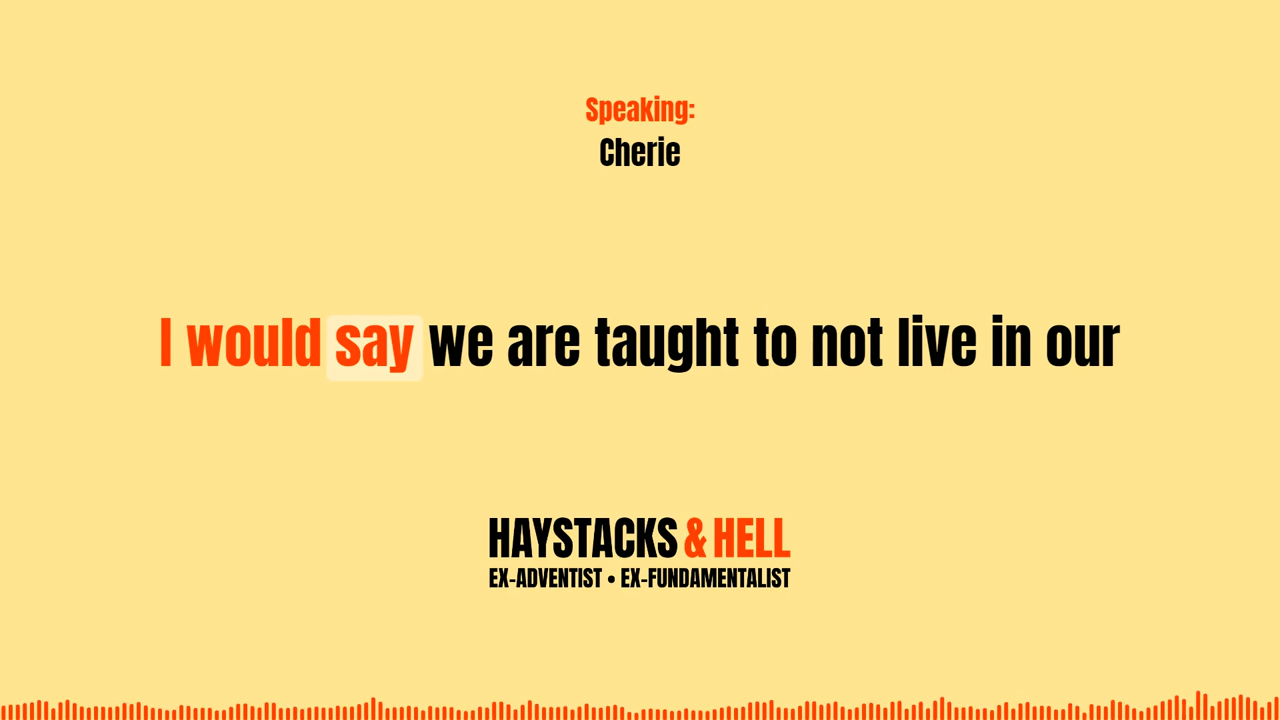 Speaking:
Cherie
I would say we are taught to not live in our
HAYSTACKS & HELL
EX-ADVENTIST • EX-FUNDAMENTALIST